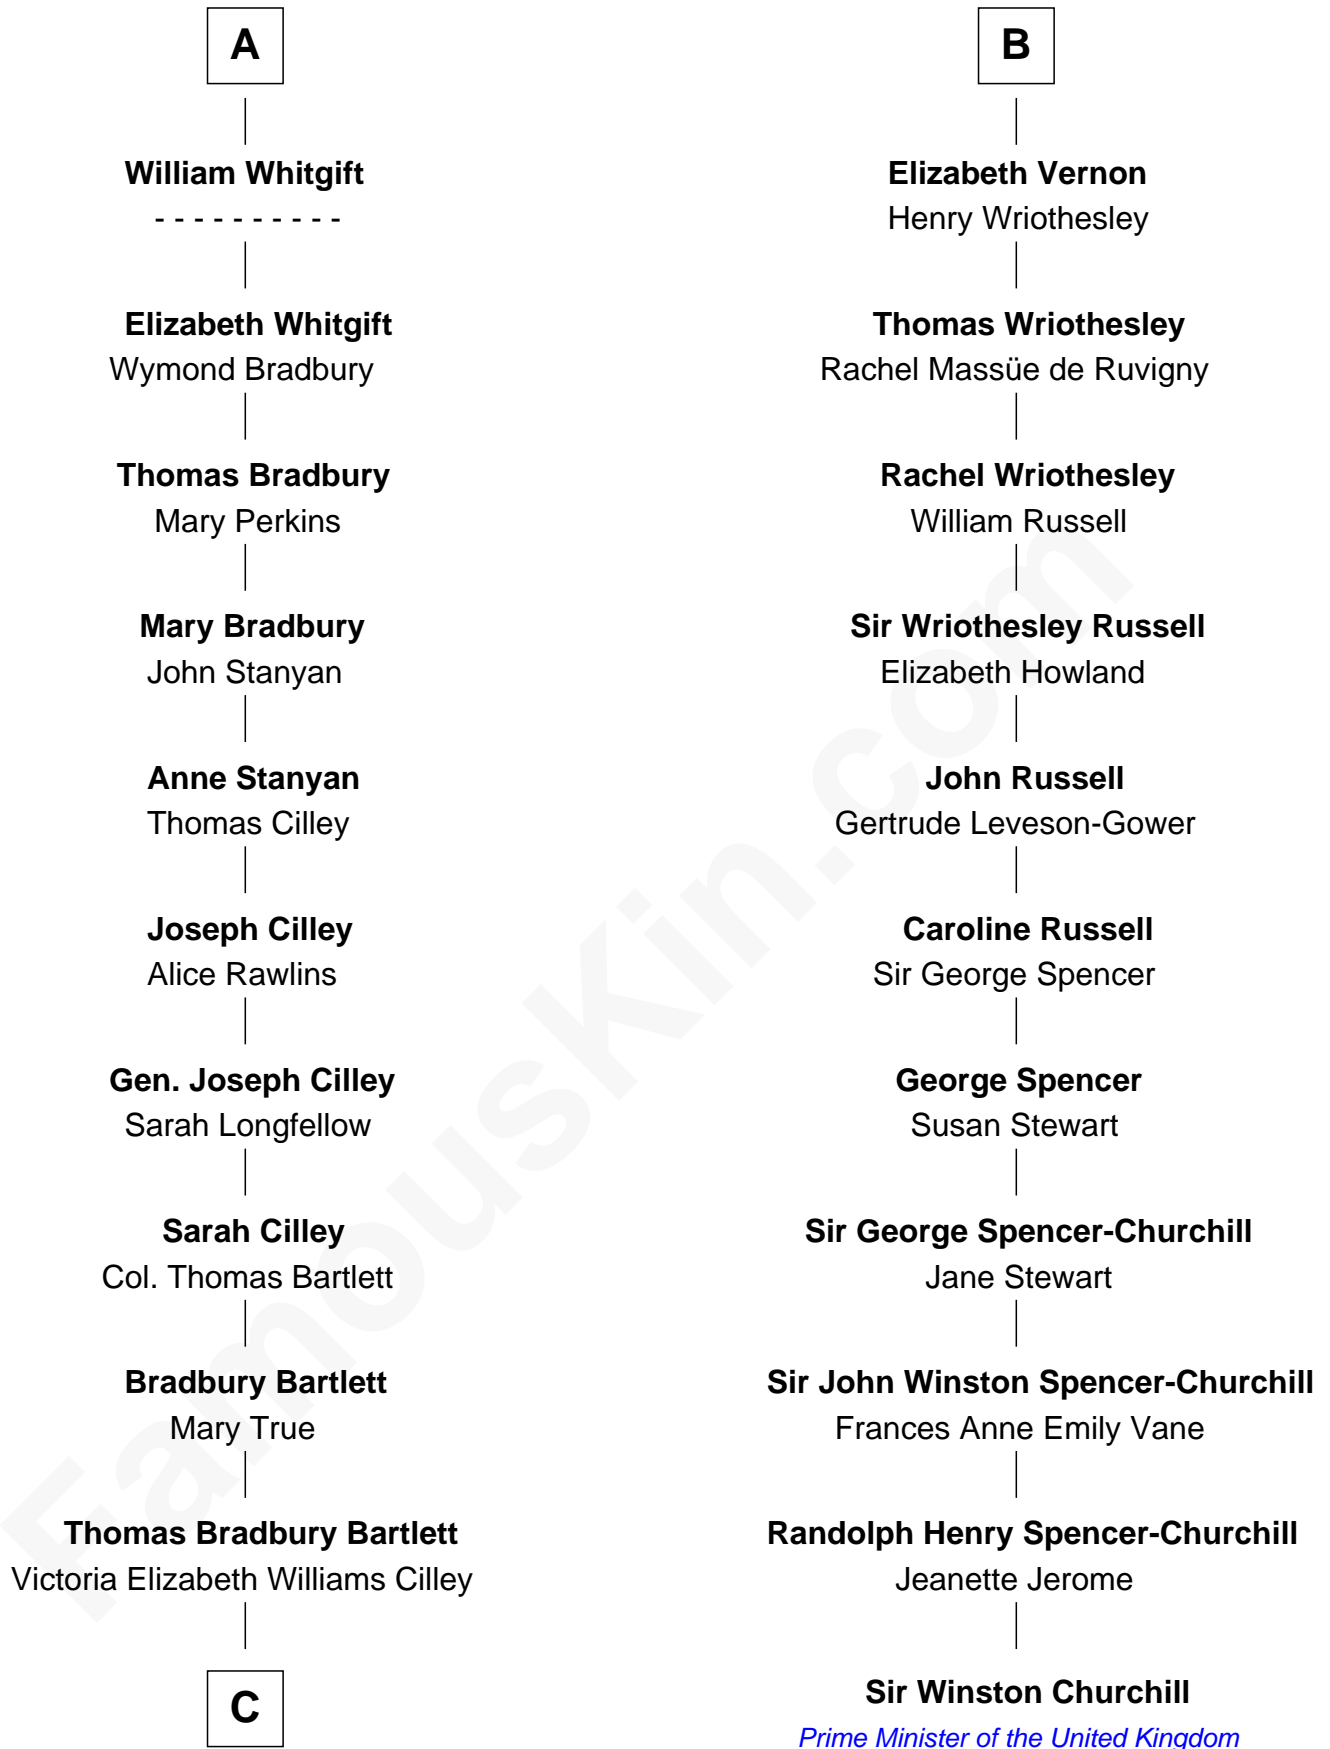 A
William Whitgift
- - - - - - - - - -
Elizabeth Whitgift
Wymond Bradbury
Thomas Bradbury
Mary Perkins
Mary Bradbury
John Stanyan
Anne Stanyan
Thomas Cilley
Joseph Cilley
Alice Rawlins
Gen. Joseph Cilley
Sarah Longfellow
Sarah Cilley
Col. Thomas Bartlett
Bradbury Bartlett
Mary True
Thomas Bradbury Bartlett
Victoria Elizabeth Williams Cilley
C
B
Elizabeth Vernon
Henry Wriothesley
Thomas Wriothesley
Rachel Massüe de Ruvigny
Rachel Wriothesley
William Russell
Sir Wriothesley Russell
Elizabeth Howland
John Russell
Gertrude Leveson-Gower
Caroline Russell
Sir George Spencer
George Spencer
Susan Stewart
Sir George Spencer-Churchill
Jane Stewart
Sir John Winston Spencer-Churchill
Frances Anne Emily Vane
Randolph Henry Spencer-Churchill
Jeanette Jerome
Sir Winston Churchill
Prime Minister of the United Kingdom
FamousKin.com